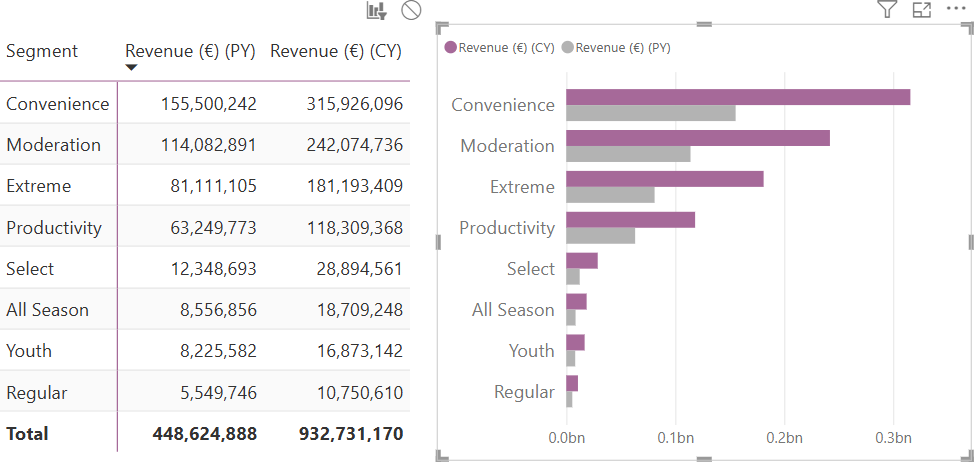 Segment Revenue (€) (PY) Revenue (€) (CY)
Convenience 155,500,242 315,926,096
Moderation 114,082,891 242,074,736
Extreme 81,111,105 181,193,409
Productivity 63,249,773 118,309,368
Select 12,348,693 28,894,561
All Season 8,556,856 18,709,248
Youth 8,225,582 16,873,142
Regular 5,549,746 10,750,610
Total 448,624,888 932,731,170
Revenue (€) (CY) Revenue (€) (PY)
Convenience
Moderation
Extreme
Productivity
Select
All Season
Youth
Regular
0.0bn 0.1bn 0.2bn 0.3bn